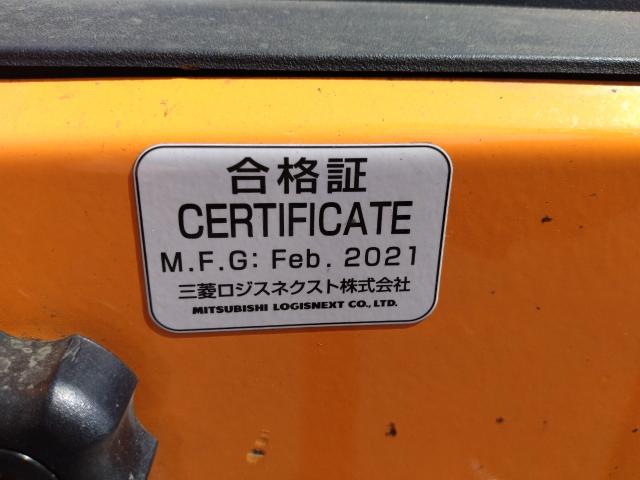 合格証
CERTIFICATE
M.F.G: Feb. 2021
三菱ロジスネクスト株式会社
MITSUBISHI LOGISNEXT CO., LTD.